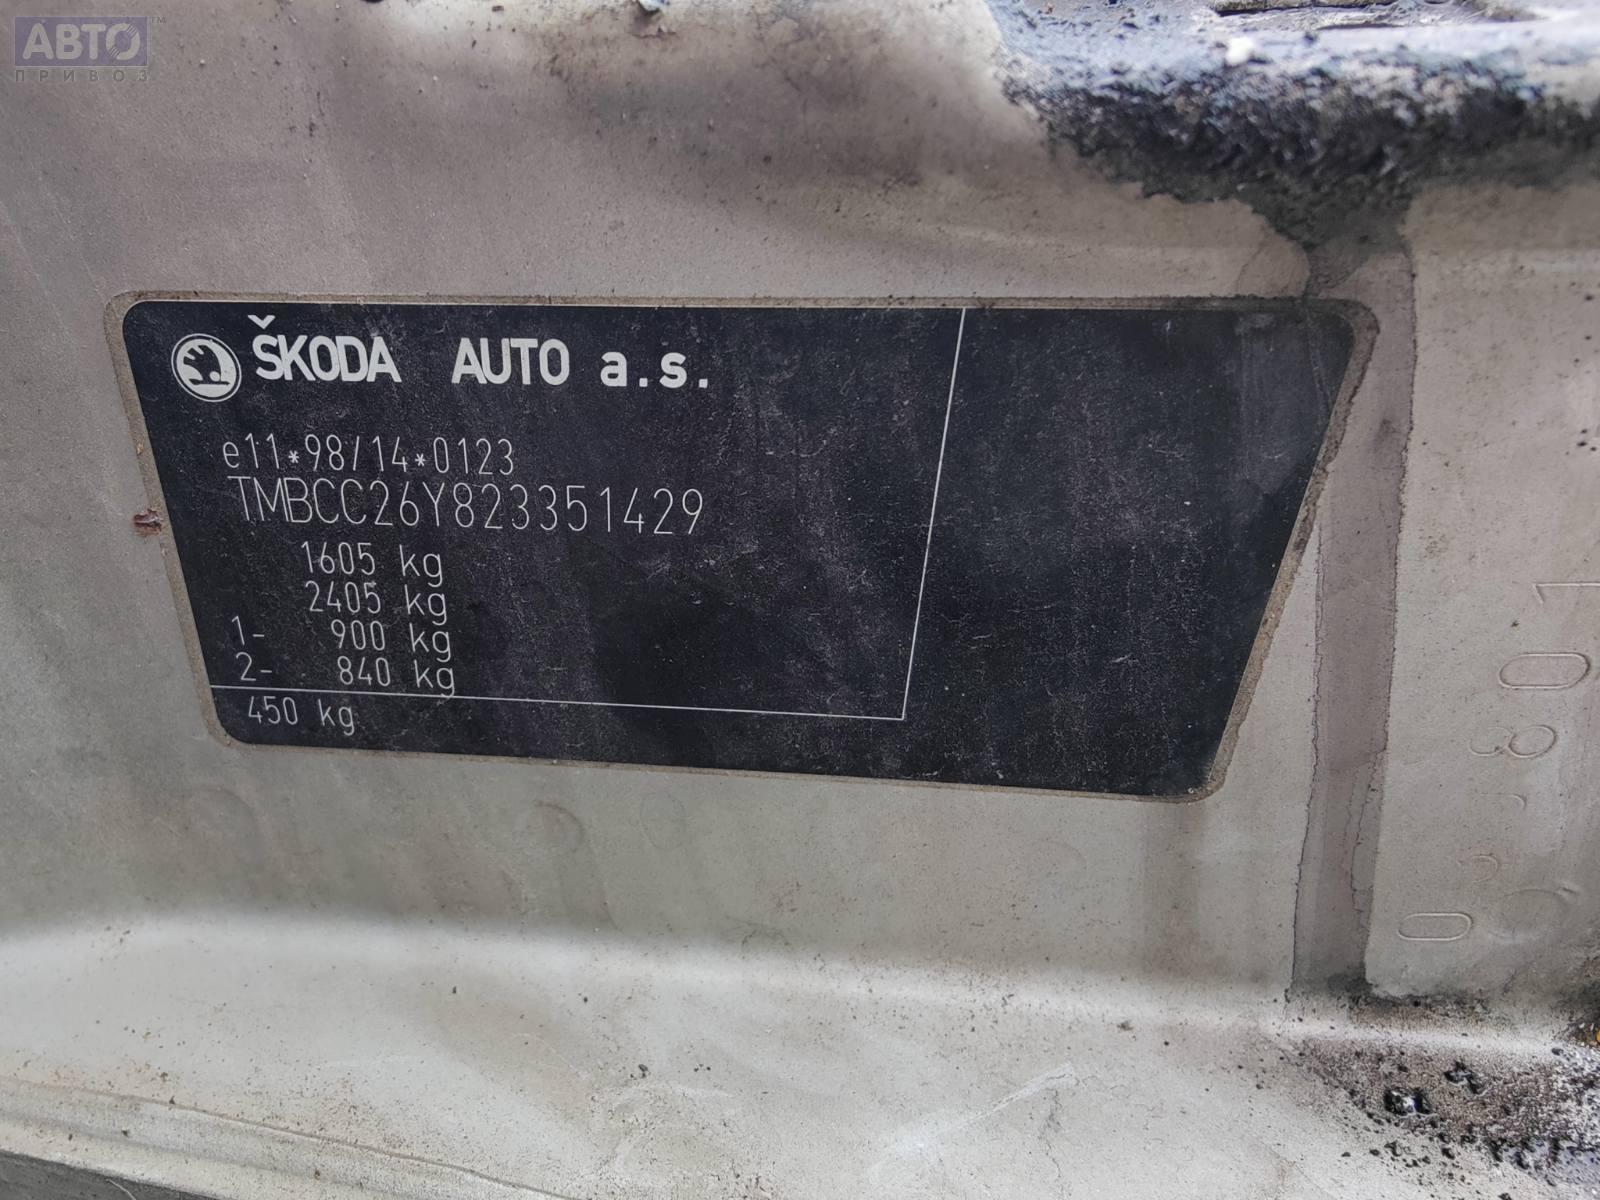 АВТО™
ПРИВОЗ
ŠKODA AUTO a.s.
e11*98/14*0123
TMBCC26Y823351429
1605 kg
2405 kg
1- 900 kg
2- 840 kg
450 kg